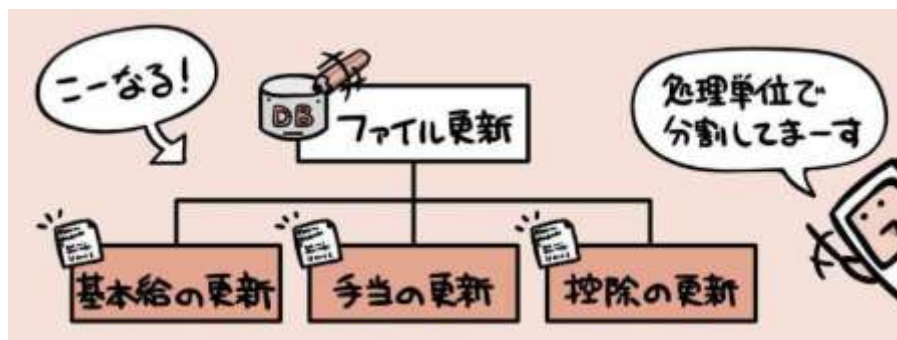 こーなる!
DB
ファイル更新
処理単位で
分割してまーす
基本給の更新
手当の更新
控除の更新